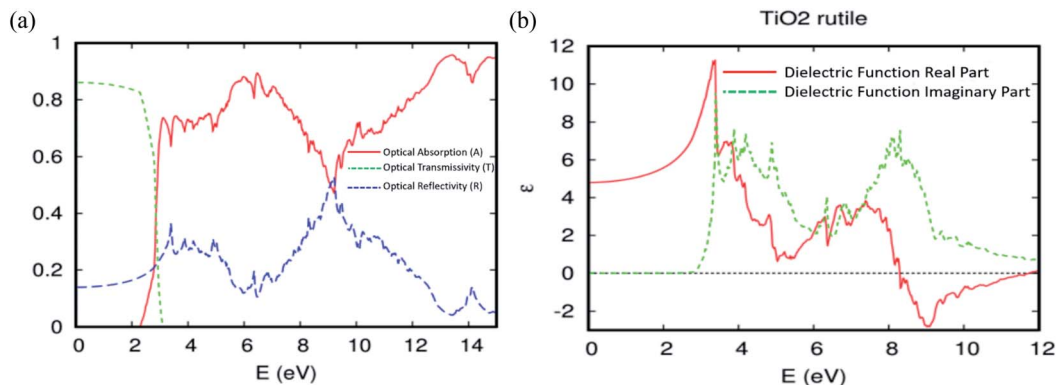 (a)
1
0.8
0.6
0.4
0.2
0
0 2 4 6 8 10 12 14
E (eV)
Optical Absorption (A)
Optical Transmissivity (T)
Optical Reflectivity (R)
(b)
TiO2 rutile
12
10
8
6
4
2
0
-2
ε
0 2 4 6 8 10 12
E (eV)
Dielectric Function Real Part
Dielectric Function Imaginary Part